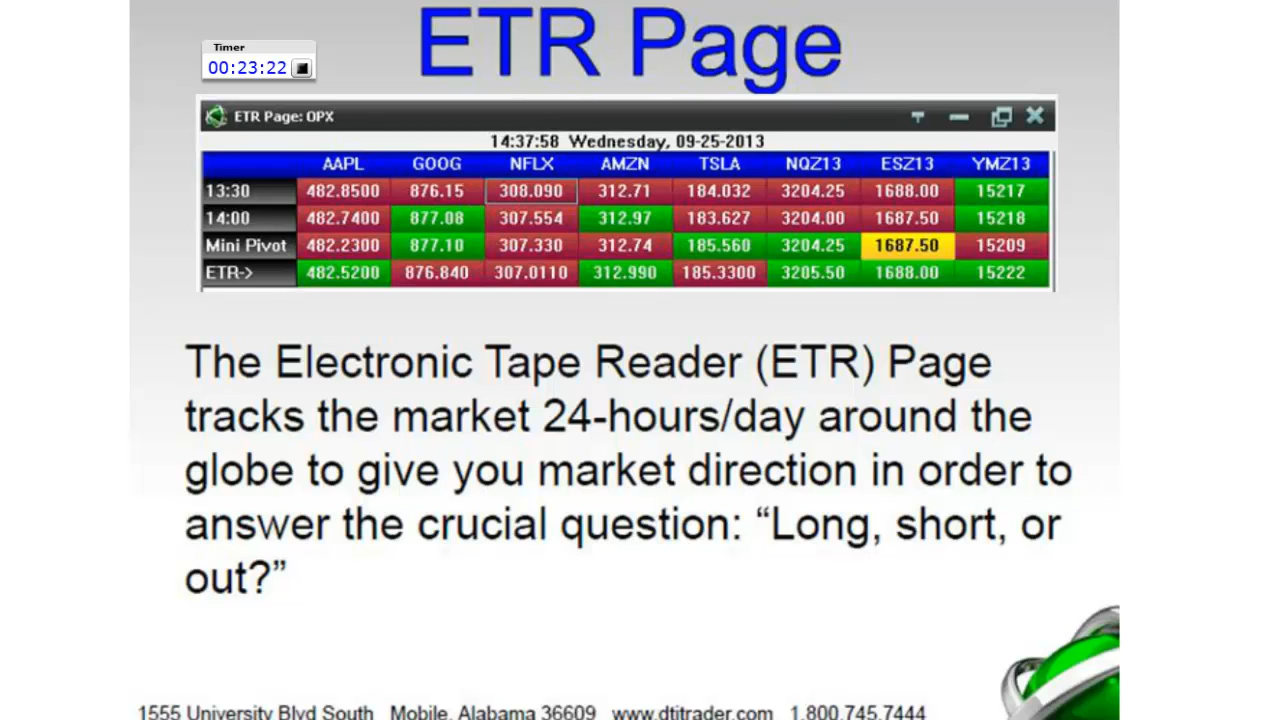 ETR Page
Timer
00:23:22
ETR Page: OPX
14:37:58 Wednesday, 09-25-2013
AAPL GOOG NFLX AMZN TSLA NQZ13 ESZ13 YMZ13
13:30 482.8500 876.15 308.090 312.71 184.032 3204.25 1688.00 15217
14:00 482.7400 877.08 307.554 312.97 183.627 3204.00 1687.50 15218
Mini Pivot 482.2300 877.10 307.330 312.74 185.560 3204.25 1687.50 15209
ETR-> 482.5200 876.840 307.0110 312.990 185.3300 3205.50 1688.00 15222
The Electronic Tape Reader (ETR) Page
tracks the market 24-hours/day around the
globe to give you market direction in order to
answer the crucial question: “Long, short, or
out?”
1555 University Blvd South Mobile, Alabama 36609 www.dtitrader.com 1.800.745.7444